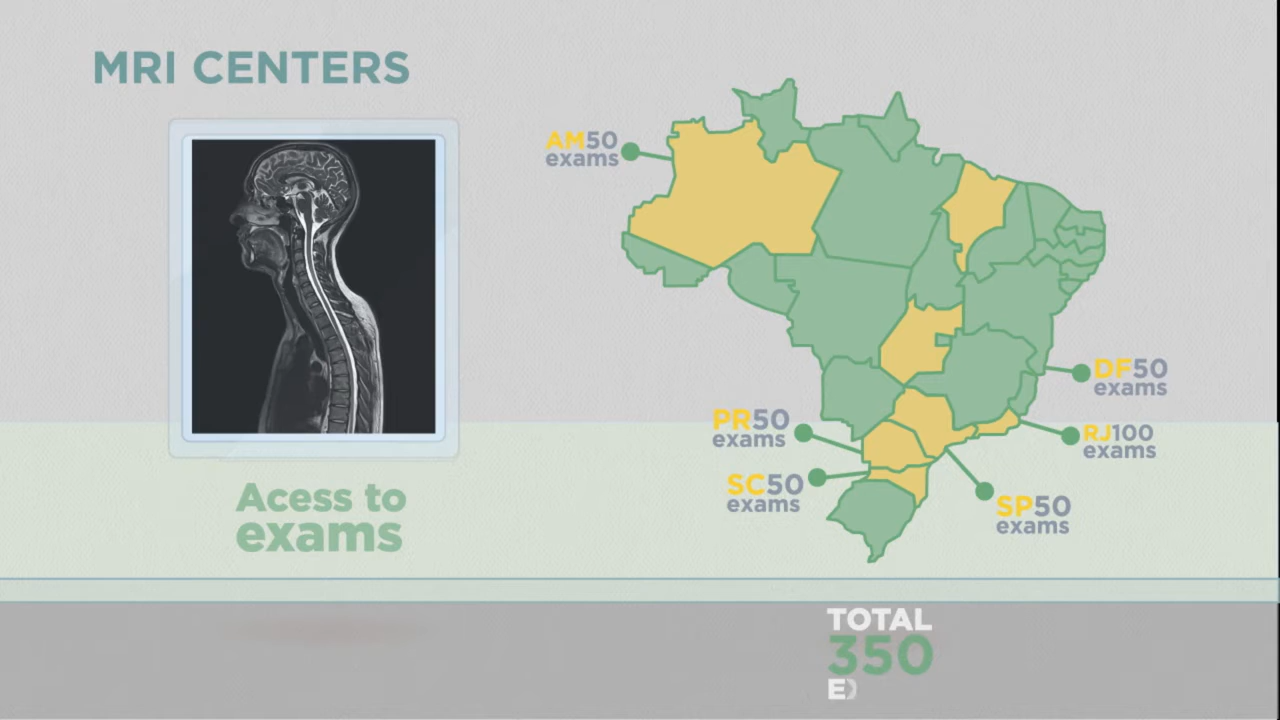 MRI CENTERS
AM50
exams
DF50
exams
PR50
exams
RJ100
exams
SC50
exams
SP50
exams
Acess to
exams
TOTAL
350